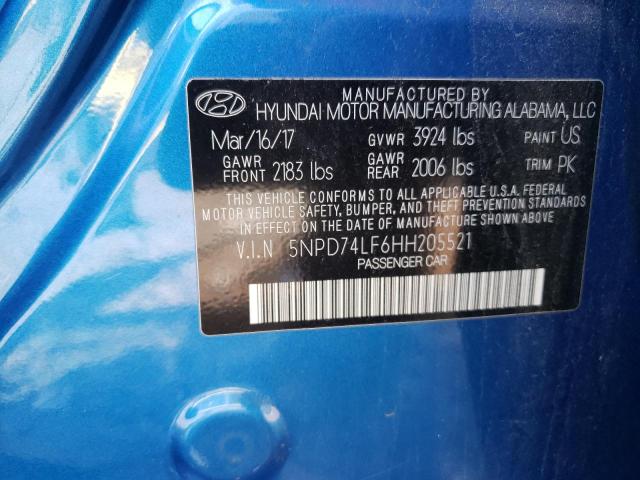 MANUFACTURED BY
HYUNDAI MOTOR MANUFACTURING ALABAMA, LLC
Mar/16/17 GVWR 3924 lbs PAINT US
GAWR FRONT 2183 lbs GAWR REAR 2006 lbs TRIM PK
THIS VEHICLE CONFORMS TO ALL APPLICABLE U.S.A. FEDERAL
MOTOR VEHICLE SAFETY, BUMPER, AND THEFT PREVENTION STANDARDS
IN EFFECT ON THE DATE OF MANUFACTURE SHOWN ABOVE.
V.I.N 5NPD74LF6HH205521
PASSENGER CAR